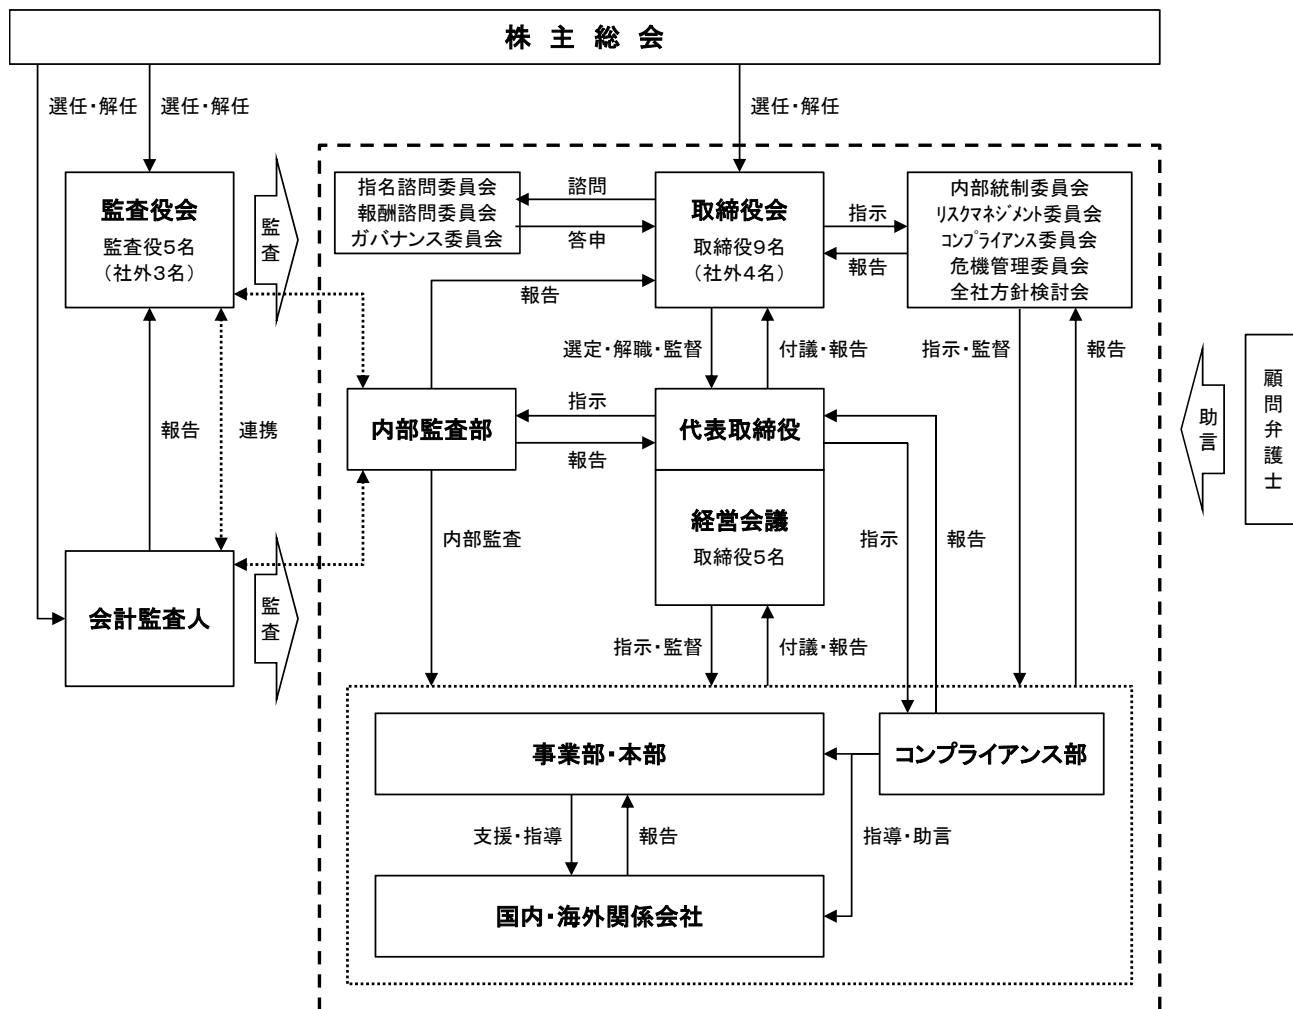 株主総会
選任・解任
選任・解任
選任・解任
監査役会
監査役5名
（社外3名）
監査
指名諮問委員会
報酬諮問委員会
ガバナンス委員会
諮問
答申
取締役会
取締役9名
（社外4名）
指示
報告
内部統制委員会
リスクマネジメント委員会
コンプライアンス委員会
危機管理委員会
全社方針検討会
報告
選定・解職・監督
付議・報告
指示・監督
報告
顧問弁護士
助言
報告
連携
内部監査部
指示
報告
代表取締役
経営会議
取締役5名
内部監査
指示
報告
会計監査人
監査
指示・監督
付議・報告
事業部・本部
コンプライアンス部
支援・指導
報告
指導・助言
国内・海外関係会社